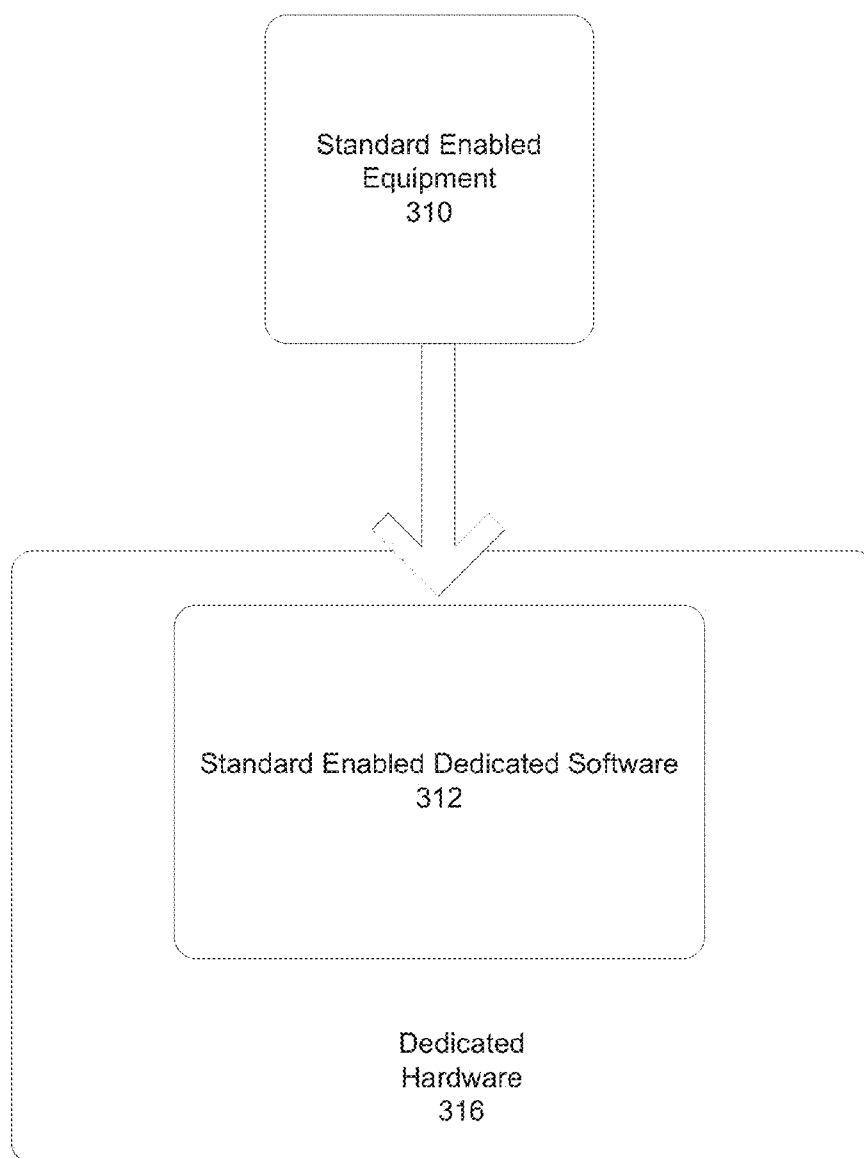 Standard Enabled
Equipment
310
Standard Enabled Dedicated Software
312
Dedicated
Hardware
316